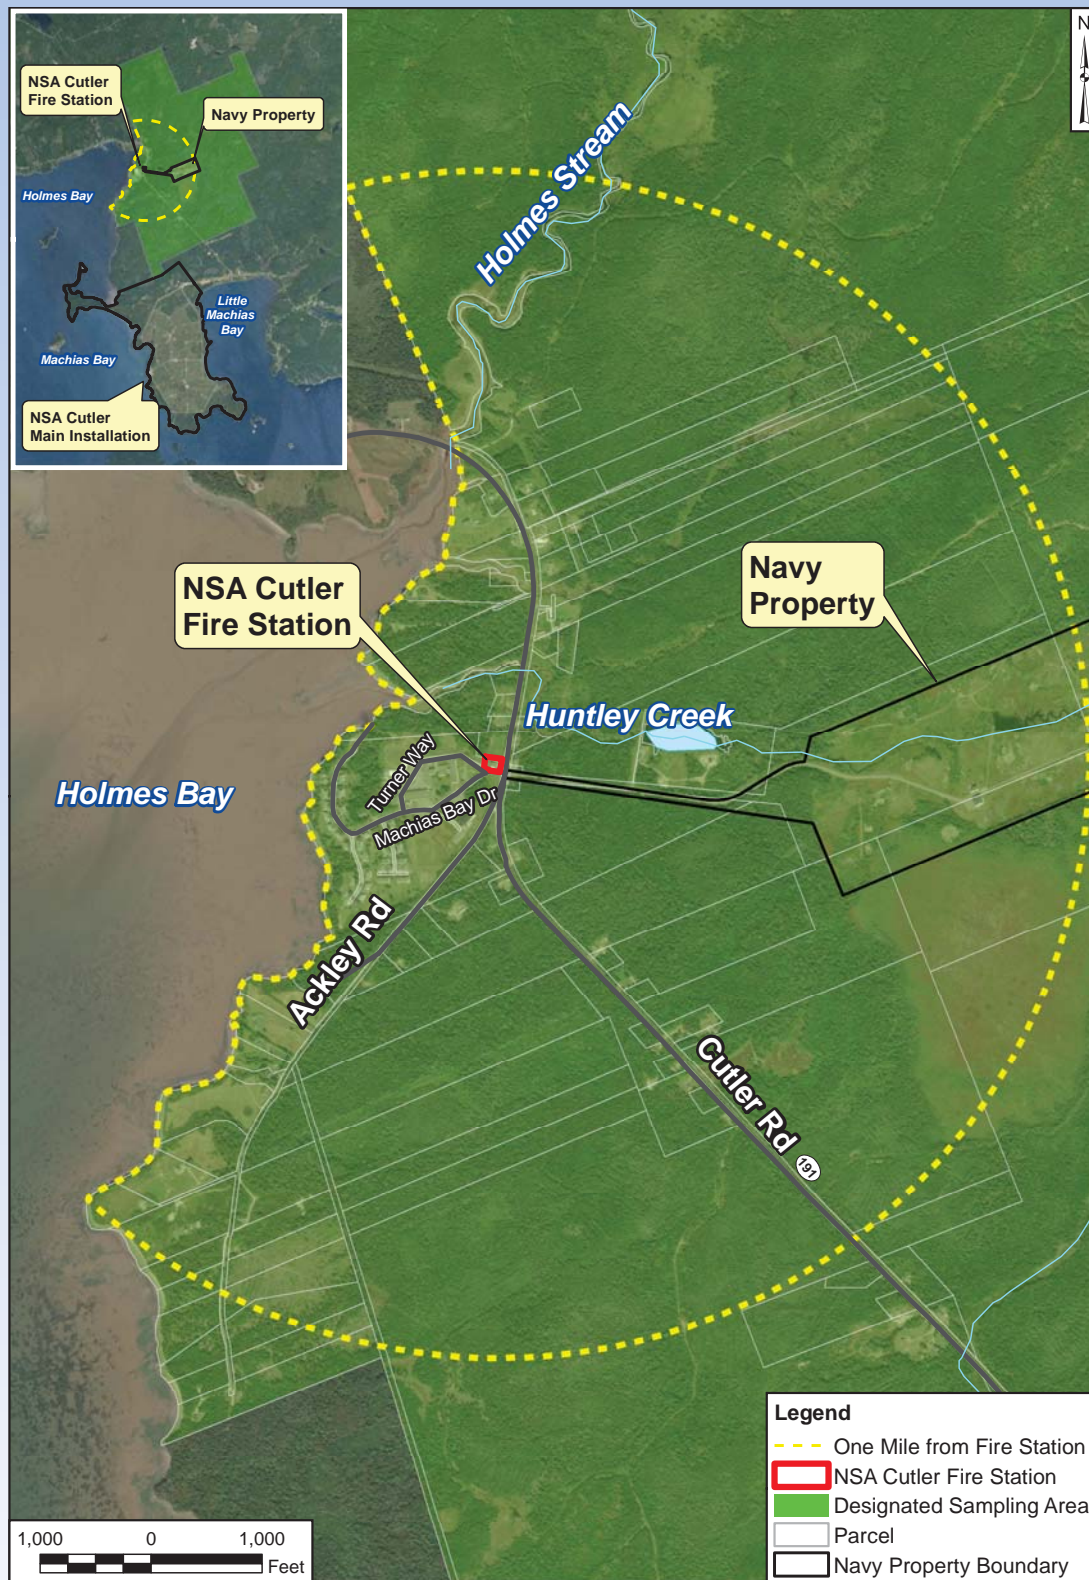 NSA Cutler
Fire Station
Navy Property
Holmes Bay
Little
Machias
Bay
Machias Bay
NSA Cutler
Main Installation
N
Holmes Stream
NSA Cutler
Fire Station
Navy
Property
Huntley Creek
Turner Way
Machias Bay Dr
Holmes Bay
Ackley Rd
Cutler Rd
191
Legend
One Mile from Fire Station
NSA Cutler Fire Station
Designated Sampling Area
Parcel
Navy Property Boundary
1,000 0 1,000
Feet